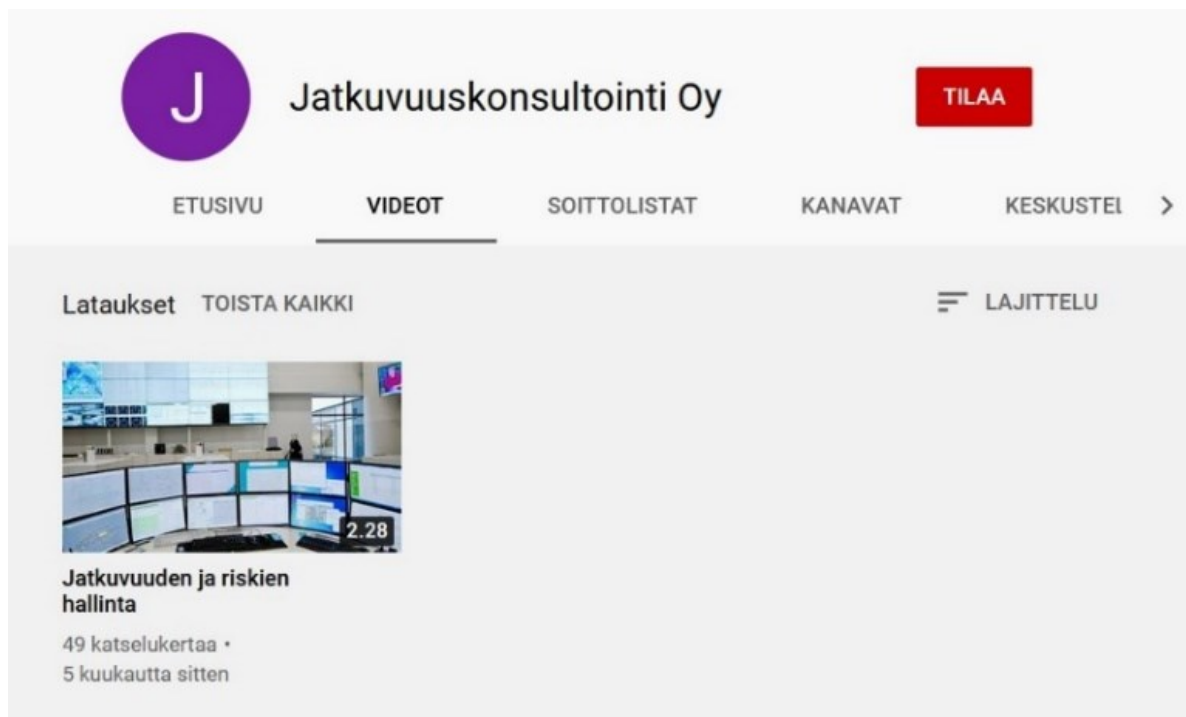 J
Jatkuvuuskonsultointi Oy
TILAA
ETUSIVU VIDEOT SOITTOLISTAT KANAVAT KESKUSTEL
Lataukset TOISTA KAIKKI LAJITTELU
2.28
Jatkuvuuden ja riskien
hallinta
49 katselukertaa •
5 kuukautta sitten